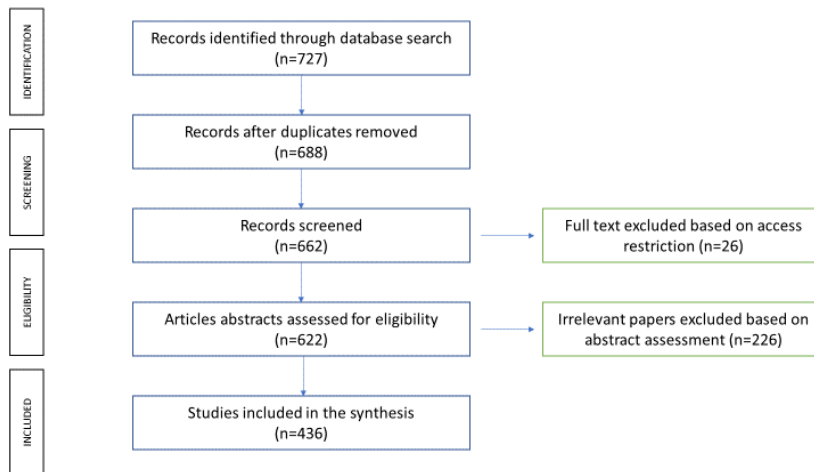 IDENTIFICATION
Records identified through database search
(n=727)
Records after duplicates removed
(n=688)
SCREENING
Records screened
(n=662)
Full text excluded based on access
restriction (n=26)
ELIGIBILITY
Articles abstracts assessed for eligibility
(n=622)
Irrelevant papers excluded based on
abstract assessment (n=226)
INCLUDED
Studies included in the synthesis
(n=436)